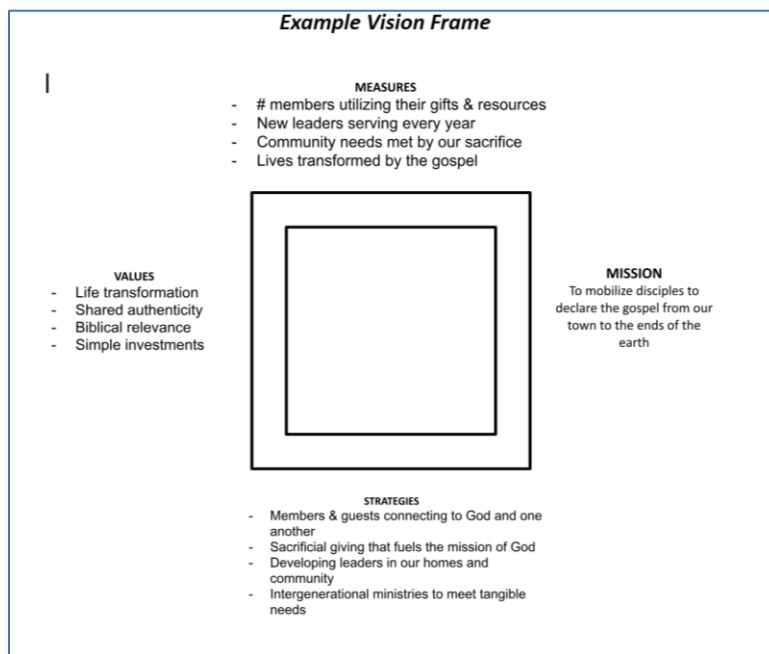 Example Vision Frame
MEASURES
- # members utilizing their gifts & resources
- New leaders serving every year
- Community needs met by our sacrifice
- Lives transformed by the gospel
VALUES
- Life transformation
- Shared authenticity
- Biblical relevance
- Simple investments
MISSION
To mobilize disciples to
declare the gospel from our
town to the ends of the
earth
STRATEGIES
- Members & guests connecting to God and one
another
- Sacrificial giving that fuels the mission of God
- Developing leaders in our homes and
community
- Intergenerational ministries to meet tangible
needs